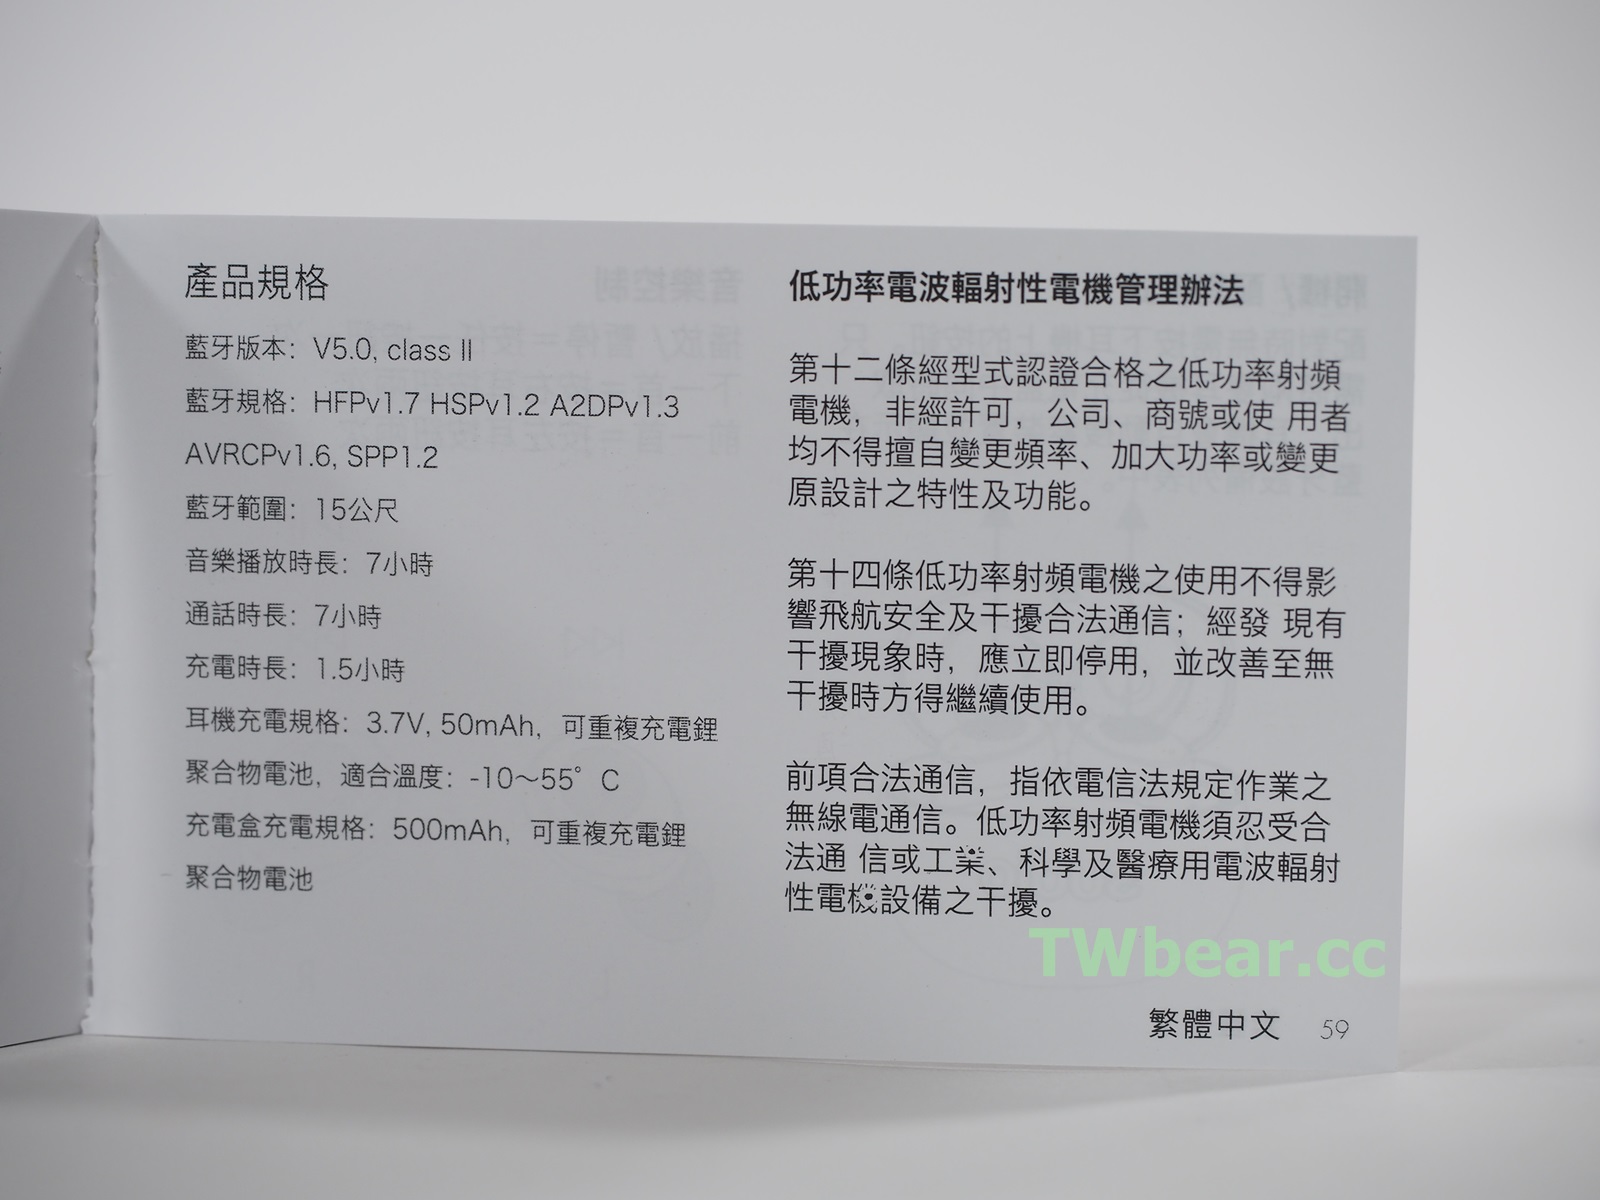 產品規格
藍牙版本：V5.0, class II
藍牙規格：HFPv1.7 HSPv1.2 A2DPv1.3
AVRCPv1.6, SPP1.2
藍牙範圍：15公尺
音樂播放時長：7小時
通話時長：7小時
充電時長：1.5小時
耳機充電規格：3.7V, 50mAh，可重複充電鋰
聚合物電池，適合溫度：-10～55°C
充電盒充電規格：500mAh，可重複充電鋰
聚合物電池
低功率電波輻射性電機管理辦法
第十二條經型式認證合格之低功率射頻
電機，非經許可，公司、商號或使 用者
均不得擅自變更頻率、加大功率或變更
原設計之特性及功能。
第十四條低功率射頻電機之使用不得影
響飛航安全及干擾合法通信；經發 現有
干擾現象時，應立即停用，並改善至無
干擾時方得繼續使用。
前項合法通信，指依電信法規定作業之
無線電通信。低功率射頻電機須忍受合
法通 信或工業、科學及醫療用電波輻射
性電機設備之干擾。
TWbear.cc
繁體中文 59